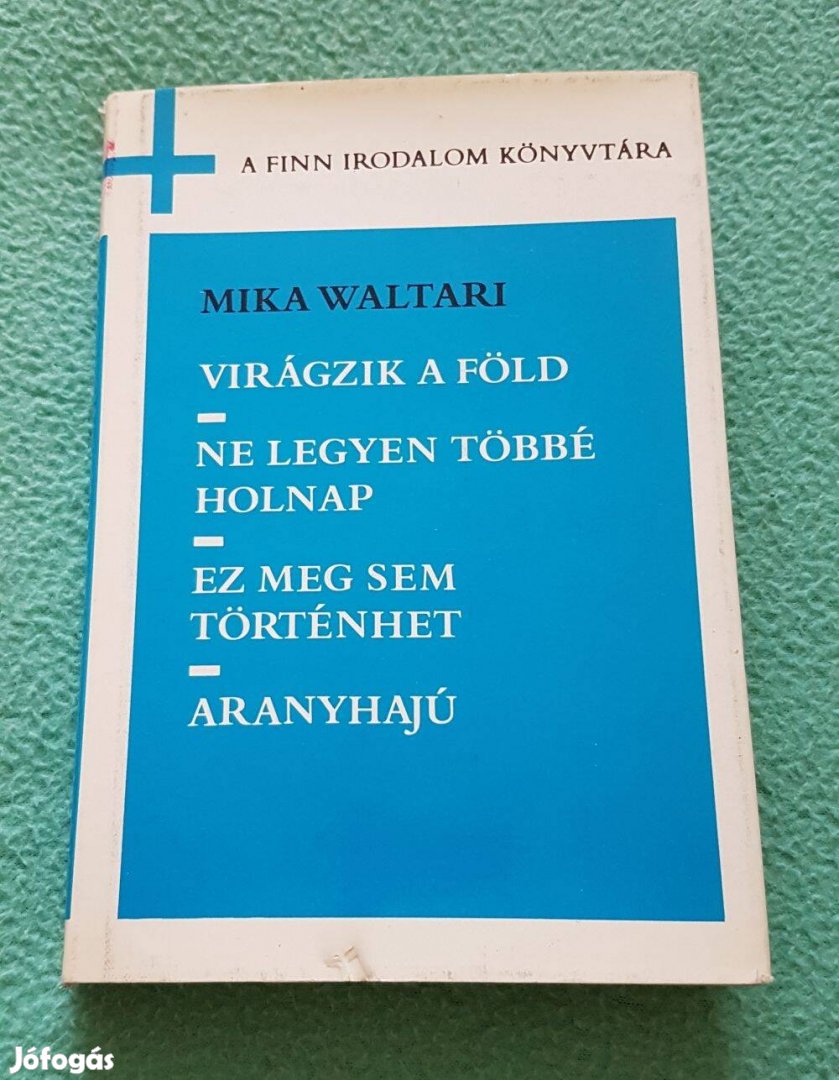 A FINN IRODALOM KÖNYVTÁRA
MIKA WALTARI
VIRÁGZIK A FÖLD
NE LEGYEN TÖBBÉ
HOLNAP
EZ MEG SEM
TÖRTÉNHET
ARANYHAJÚ
Jófogás